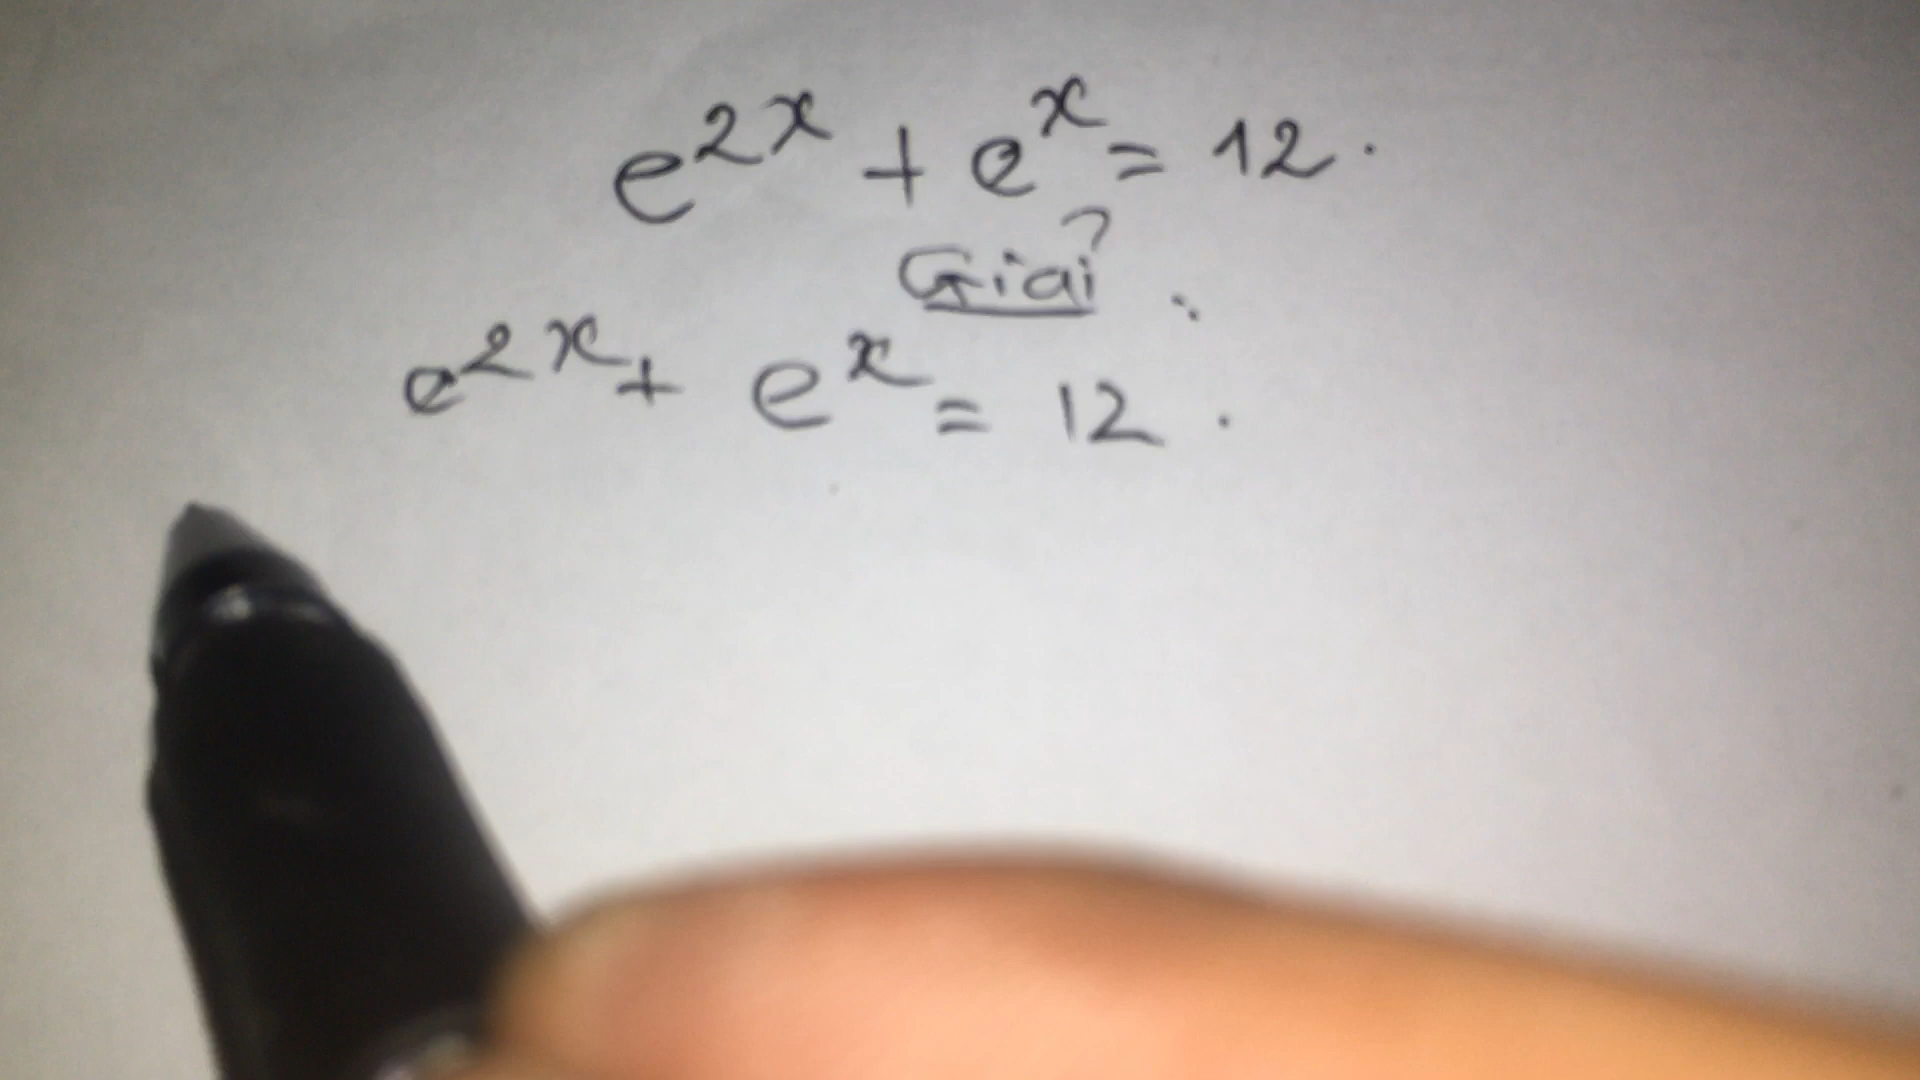 e^{2x} + e^x = 12.
Giải :
e^{2x} + e^x = 12.